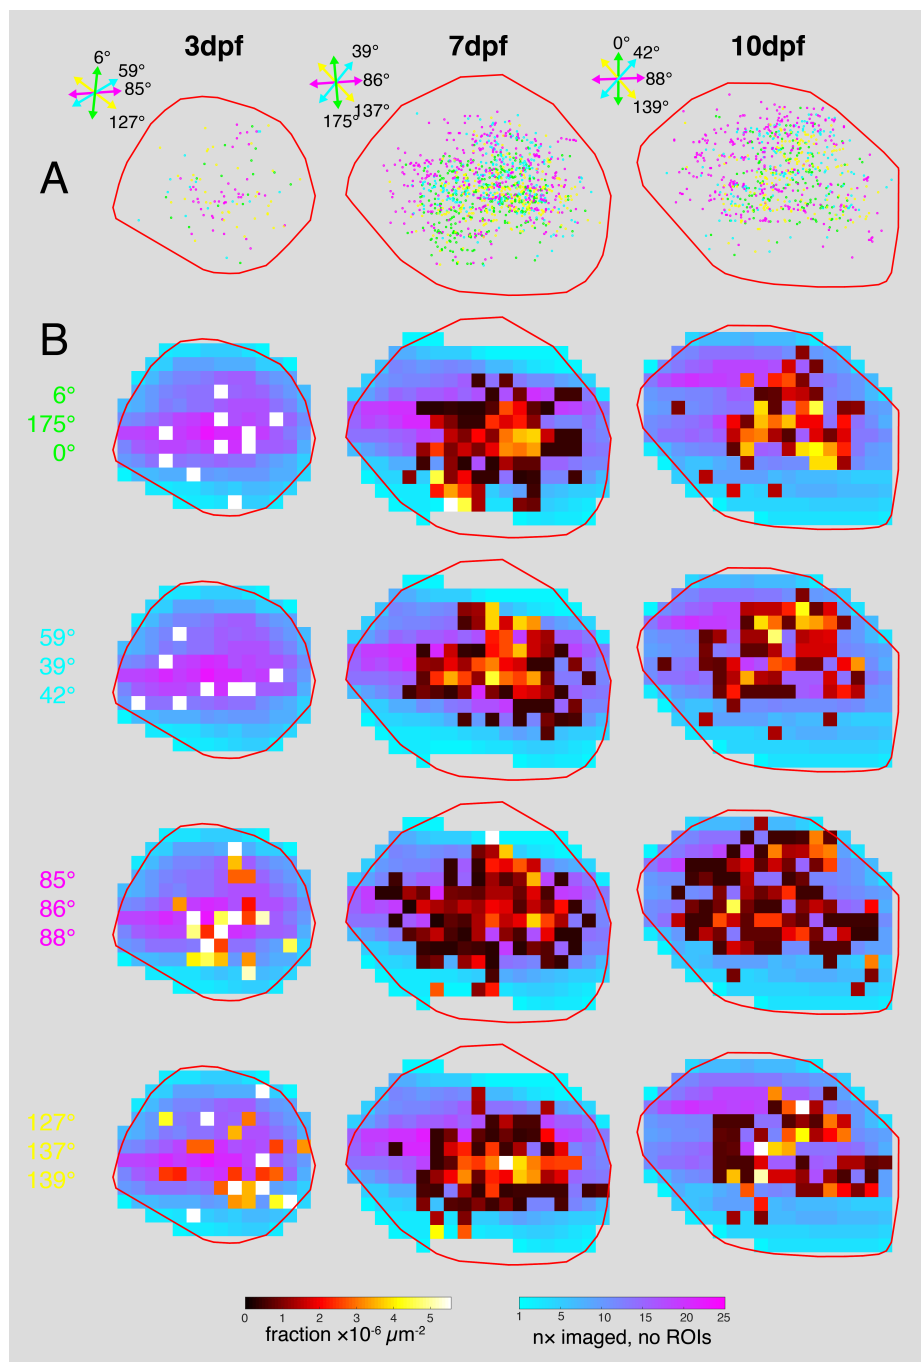 3dpf 7dpf 10dpf
6° 59° 85° 127°
39° 86° 137° 175°
0° 42° 88° 139°
A
B
6°
175°
0°
59°
39°
42°
85°
86°
88°
127°
137°
139°
0 1 2 3 4 5
fraction ×10-6 µm-2
1 5 10 15 20 25
n× imaged, no ROIs